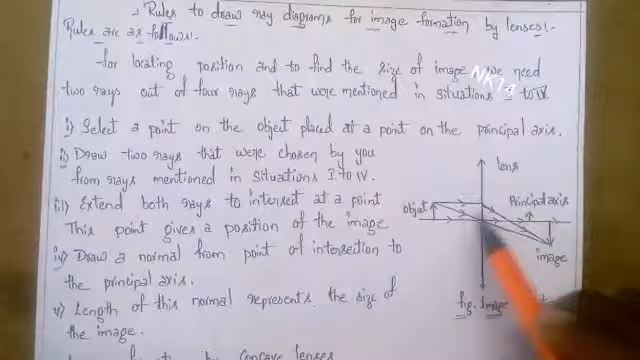 Rules to draw ray diagrams for image formation by lenses:-
Rules are as follows:-
For locating position and to find the size of image we need
two rays out of four rays that were mentioned in situations I to IV.
i) Select a point on the object placed at a point on the principal axis.
ii) Draw two rays that were chosen by you
from rays mentioned in situations I to IV.
iii) Extend both rays to intersect at a point
This point gives a position of the image
iv) Draw a normal from point of intersection to
the principal axis.
v) Length of this normal represents the size of
the image.
by Concave lenses
NK74
lens
Principal axis
object
image
fig. Image